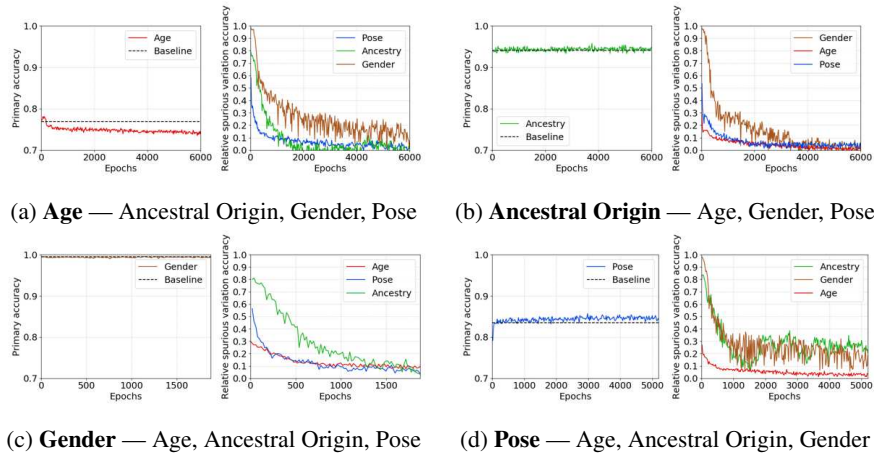 1.0
0.9
0.8
0.7
Primary accuracy
0
2000
4000
6000
Epochs
Age
Baseline
1.0
0.9
0.8
0.7
0.6
0.5
0.4
0.3
0.2
0.1
0.0
Relative spurious variation accuracy
0
2000
4000
6000
Epochs
Pose
Ancestry
Gender
(a) Age — Ancestral Origin, Gender, Pose
1.0
0.9
0.8
0.7
Primary accuracy
0
2000
4000
6000
Epochs
Ancestry
Baseline
1.0
0.9
0.8
0.7
0.6
0.5
0.4
0.3
0.2
0.1
0.0
Relative spurious variation accuracy
0
2000
4000
6000
Epochs
Gender
Age
Pose
(b) Ancestral Origin — Age, Gender, Pose
1.0
0.9
0.8
0.7
Primary accuracy
0
500
1000
1500
Epochs
Gender
Baseline
1.0
0.9
0.8
0.7
0.6
0.5
0.4
0.3
0.2
0.1
0.0
Relative spurious variation accuracy
0
500
1000
1500
Epochs
Age
Pose
Ancestry
(c) Gender — Age, Ancestral Origin, Pose
1.0
0.9
0.8
0.7
Primary accuracy
0
1000
2000
3000
4000
5000
Epochs
Pose
Baseline
1.0
0.9
0.8
0.7
0.6
0.5
0.4
0.3
0.2
0.1
0.0
Relative spurious variation accuracy
0
1000
2000
3000
4000
5000
Epochs
Ancestry
Gender
Age
(d) Pose — Age, Ancestral Origin, Gender